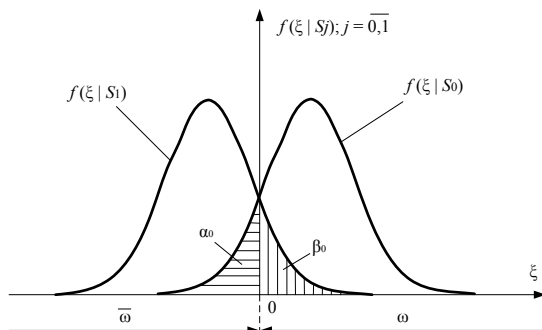 f(ξ | Sj); j = 0,1
f(ξ | S1)
f(ξ | S0)
α0
β0
ξ
0
ω
ω